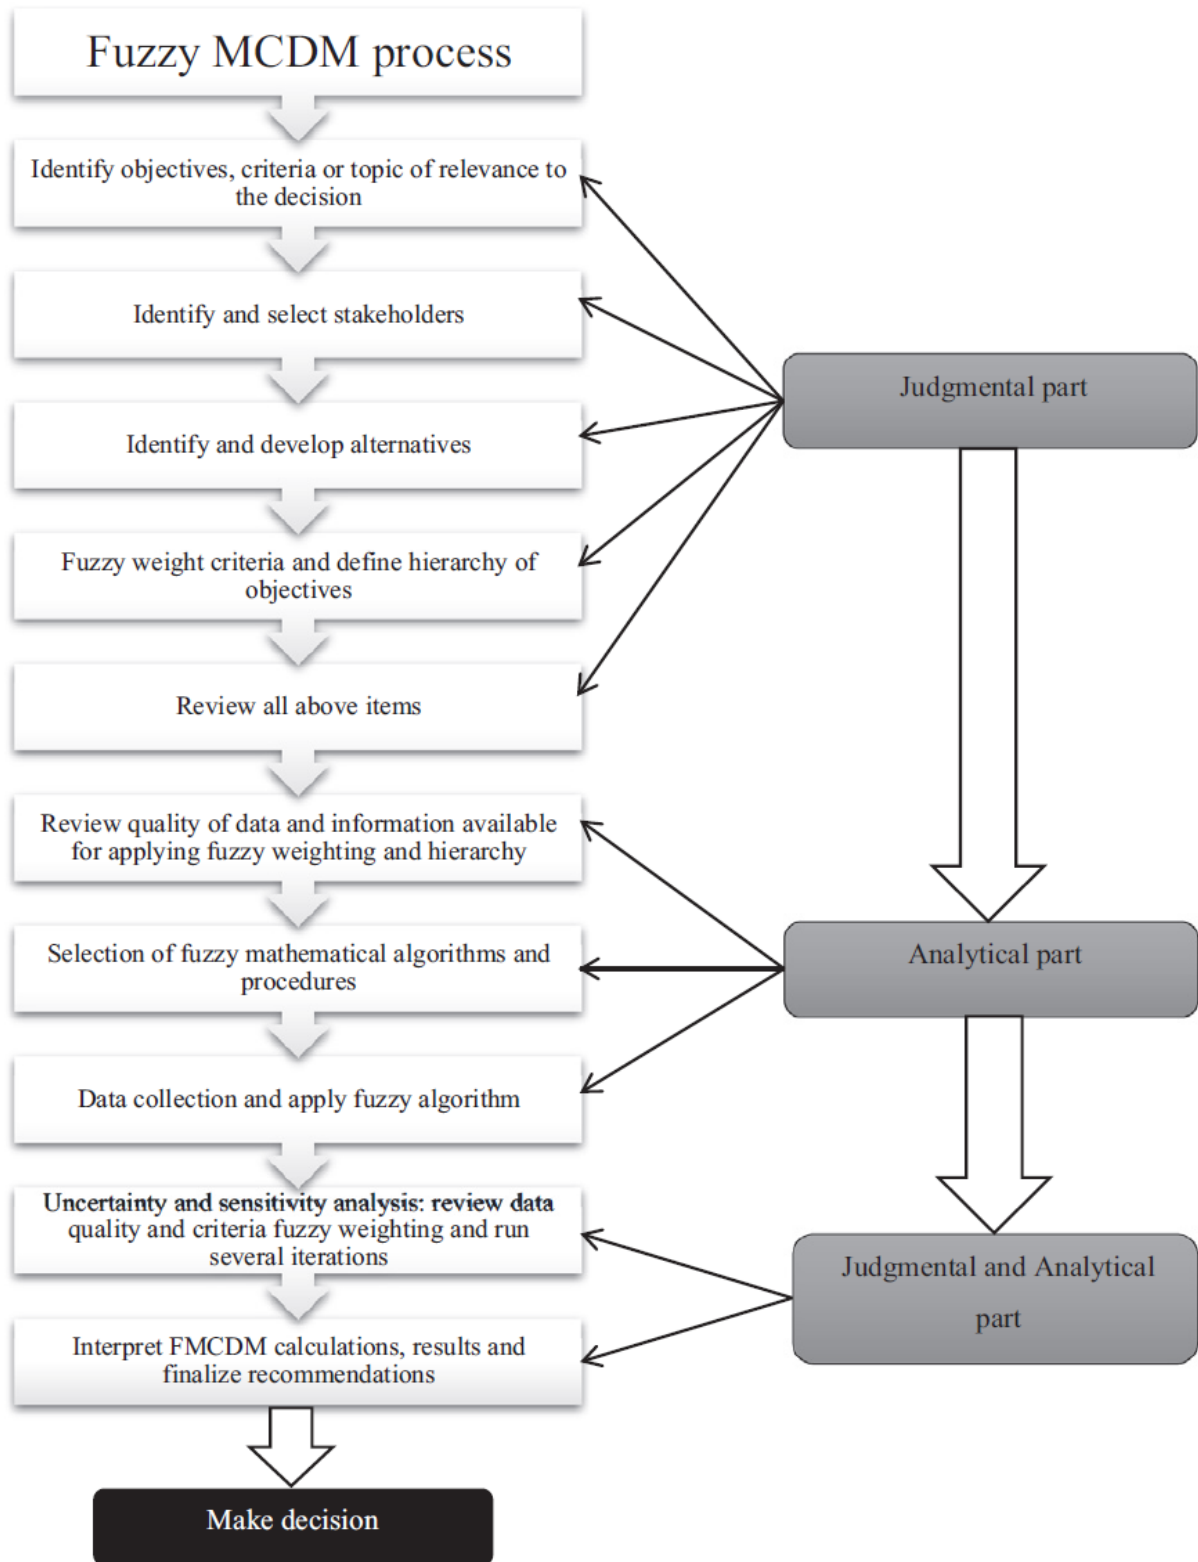 Fuzzy MCDM process
Identify objectives, criteria or topic of relevance to
the decision
Identify and select stakeholders
Identify and develop alternatives
Fuzzy weight criteria and define hierarchy of
objectives
Review all above items
Review quality of data and information available
for applying fuzzy weighting and hierarchy
Selection of fuzzy mathematical algorithms and
procedures
Data collection and apply fuzzy algorithm
Uncertainty and sensitivity analysis: review data
quality and criteria fuzzy weighting and run
several iterations
Interpret FMCDM calculations, results and
finalize recommendations
Make decision
Judgmental part
Analytical part
Judgmental and Analytical
part